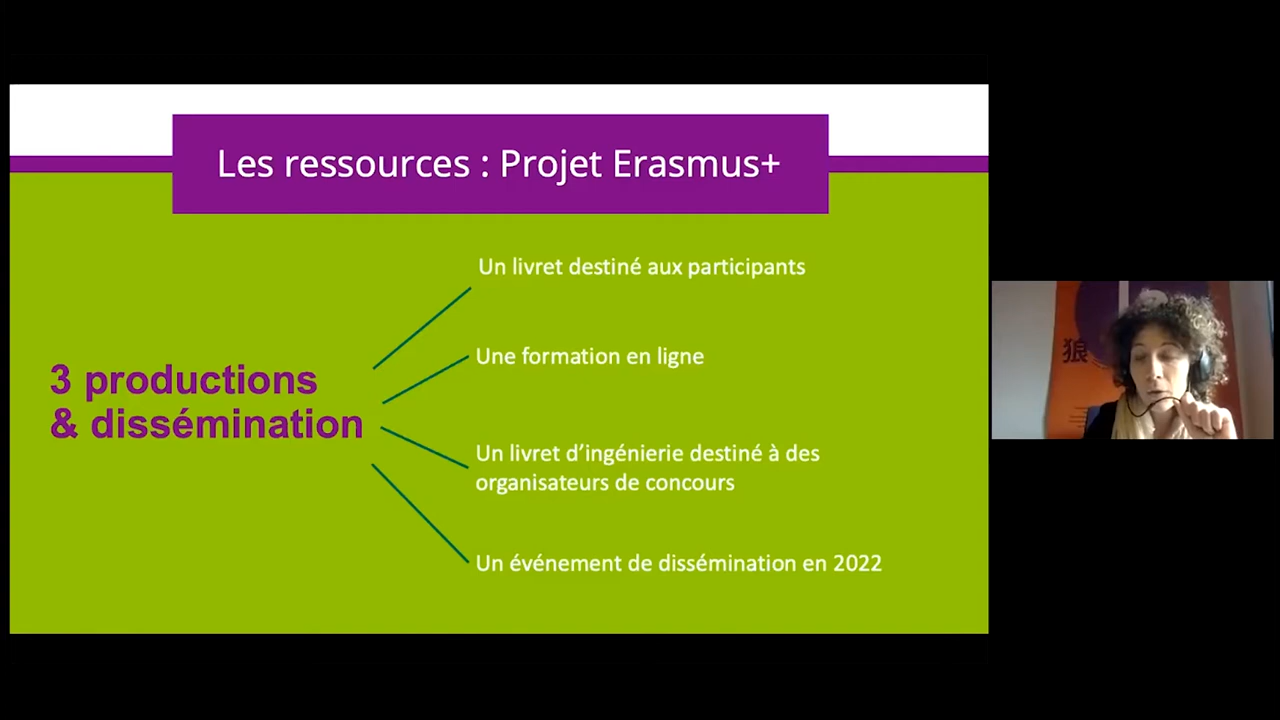 Les ressources : Projet Erasmus+
Un livret destiné aux participants
Une formation en ligne
3 productions
& dissémination
Un livret d’ingénierie destiné à des
organisateurs de concours
Un événement de dissémination en 2022
狼